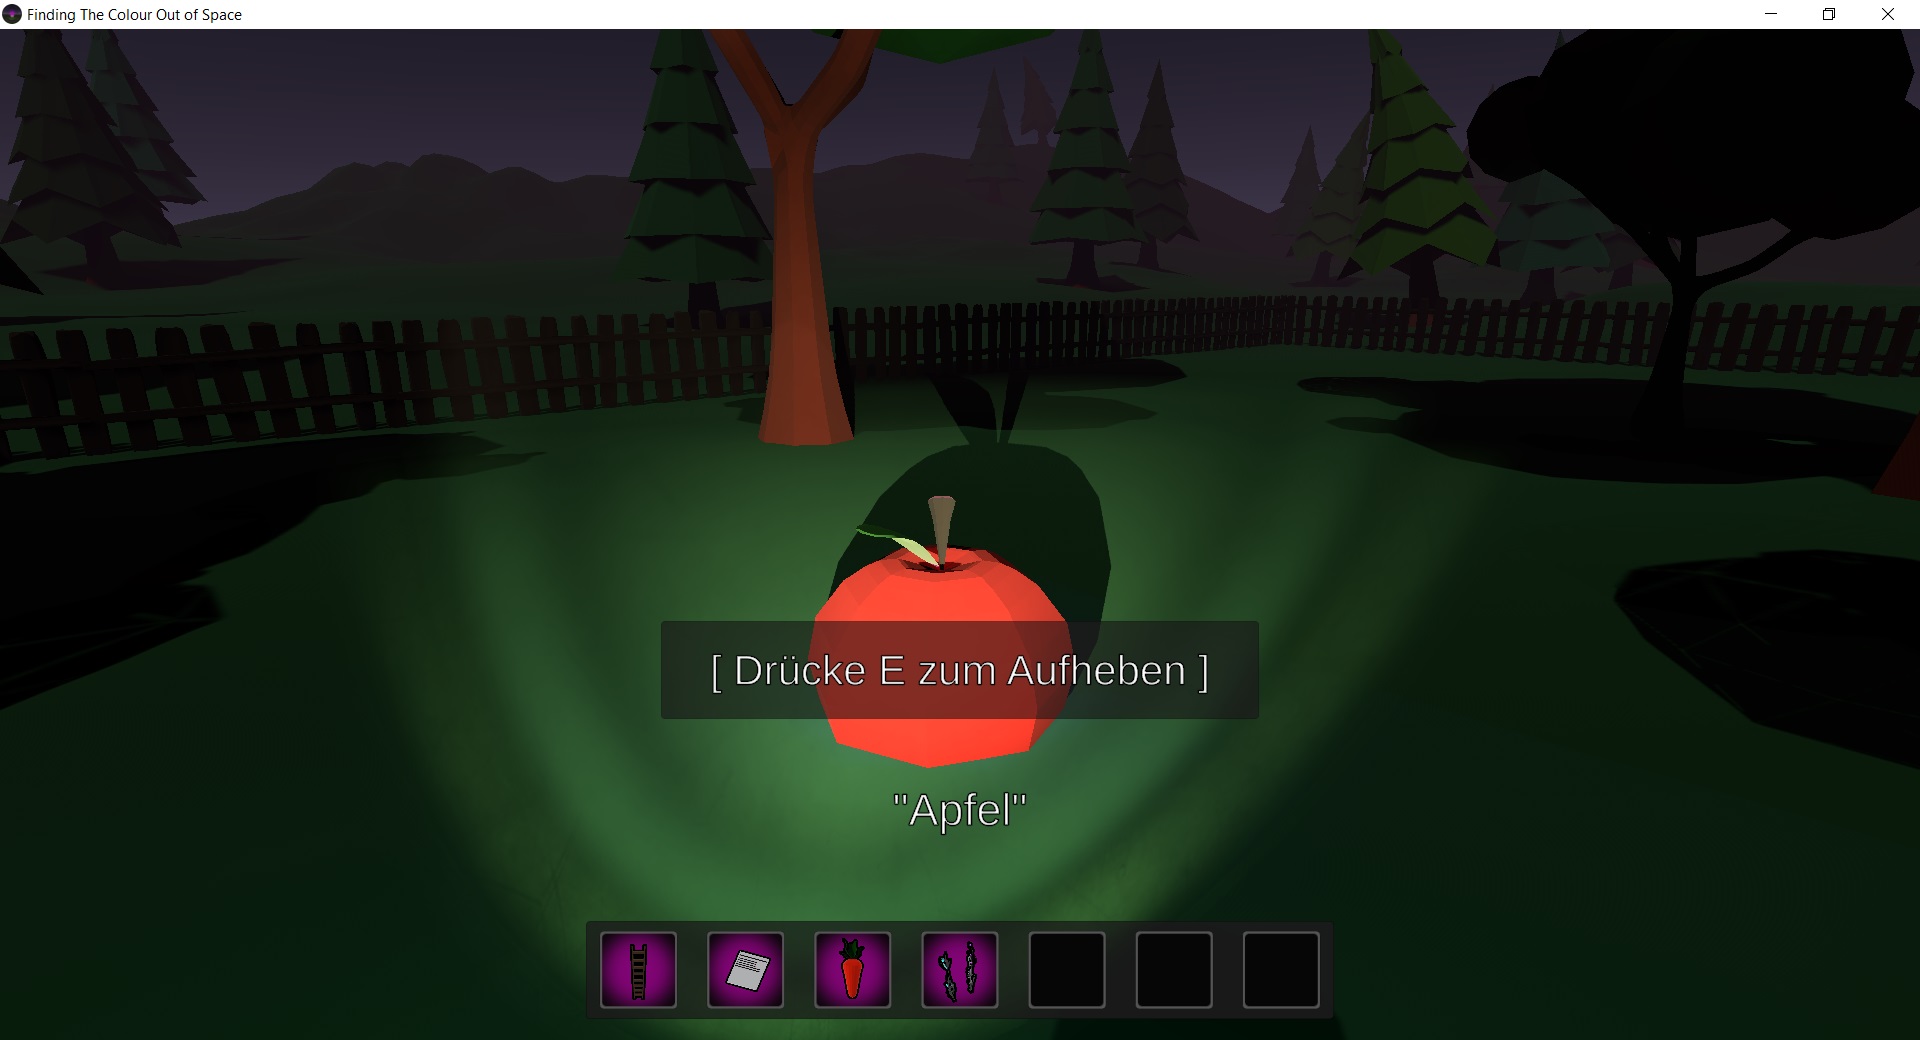 Finding The Colour Out of Space
[ Drücke E zum Aufheben ]
"Apfel"